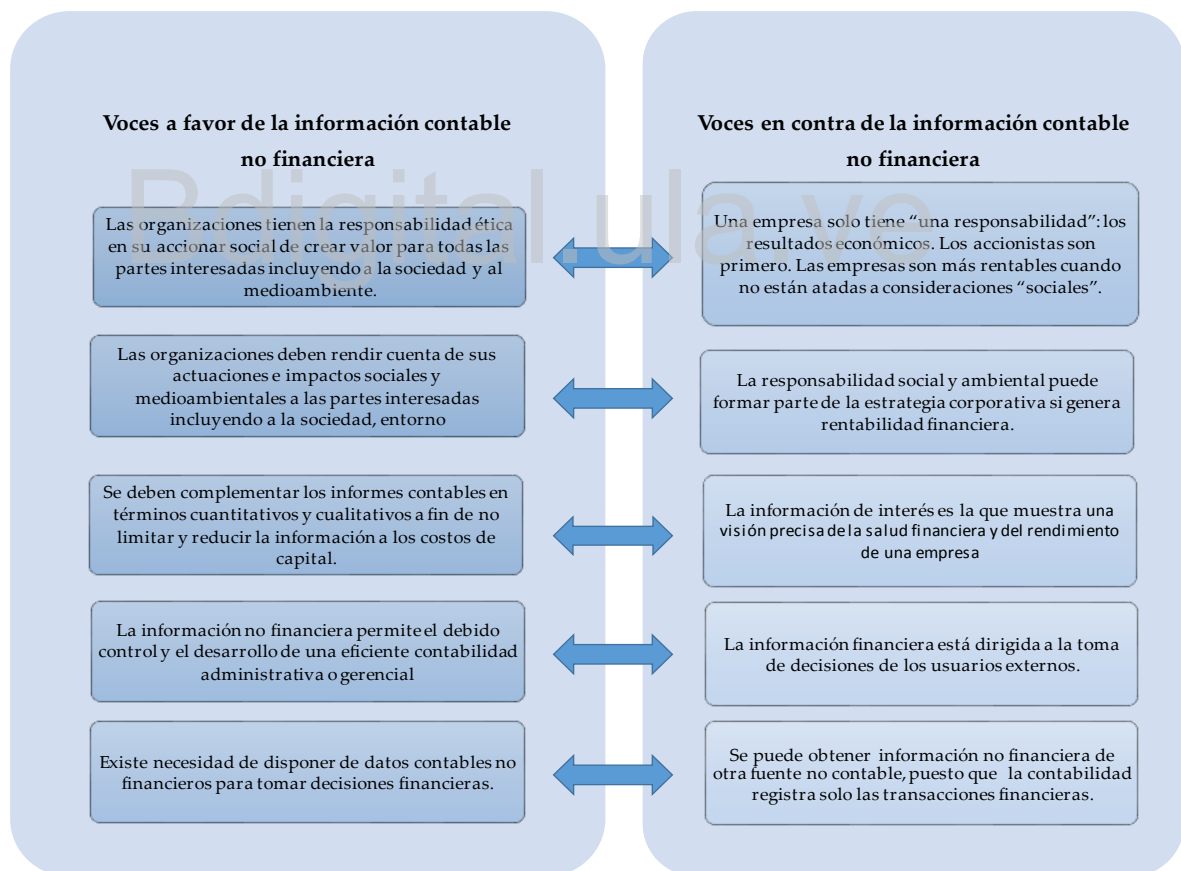 Voces a favor de la información contable
no financiera
Las organizaciones tienen la responsabilidad ética
en su accionar social de crear valor para todas las
partes interesadas incluyendo a la sociedad y al
medioambiente.
Las organizaciones deben rendir cuenta de sus
actuaciones e impactos sociales y
medioambientales a las partes interesadas
incluyendo a la sociedad, entorno
Se deben complementar los informes contables en
términos cuantitativos y cualitativos a fin de no
limitar y reducir la información a los costos de
capital.
La información no financiera permite el debido
control y el desarrollo de una eficiente contabilidad
administrativa o gerencial
Existe necesidad de disponer de datos contables no
financieros para tomar decisiones financieras.
Voces en contra de la información contable
no financiera
Una empresa solo tiene “una responsabilidad”: los
resultados económicos. Los accionistas son
primero. Las empresas son más rentables cuando
no están atadas a consideraciones “sociales”.
La responsabilidad social y ambiental puede
formar parte de la estrategia corporativa si genera
rentabilidad financiera.
La información de interés es la que muestra una
visión precisa de la salud financiera y del rendimiento
de una empresa
La información financiera está dirigida a la toma
de decisiones de los usuarios externos.
Se puede obtener información no financiera de
otra fuente no contable, puesto que la contabilidad
registra solo las transacciones financieras.
Bdigital.ula.ve